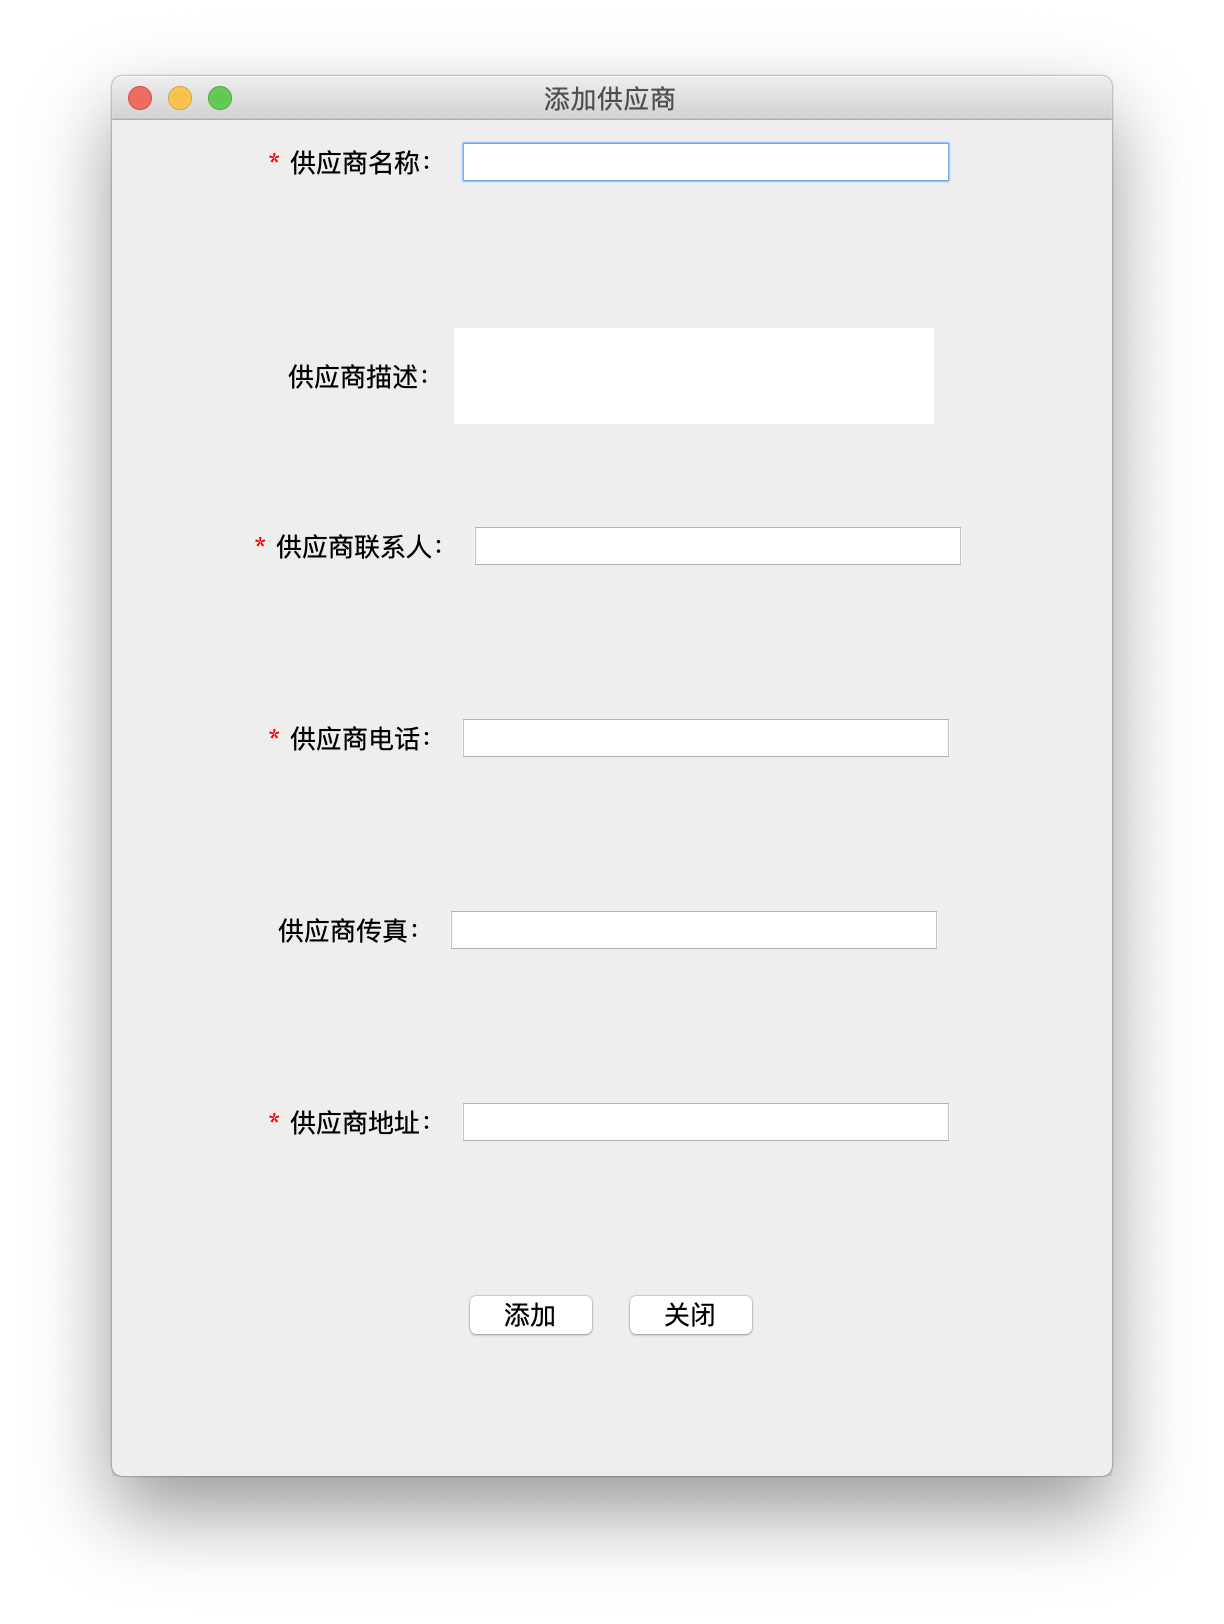 添加供应商
* 供应商名称：
供应商描述：
* 供应商联系人：
* 供应商电话：
供应商传真：
* 供应商地址：
添加 关闭